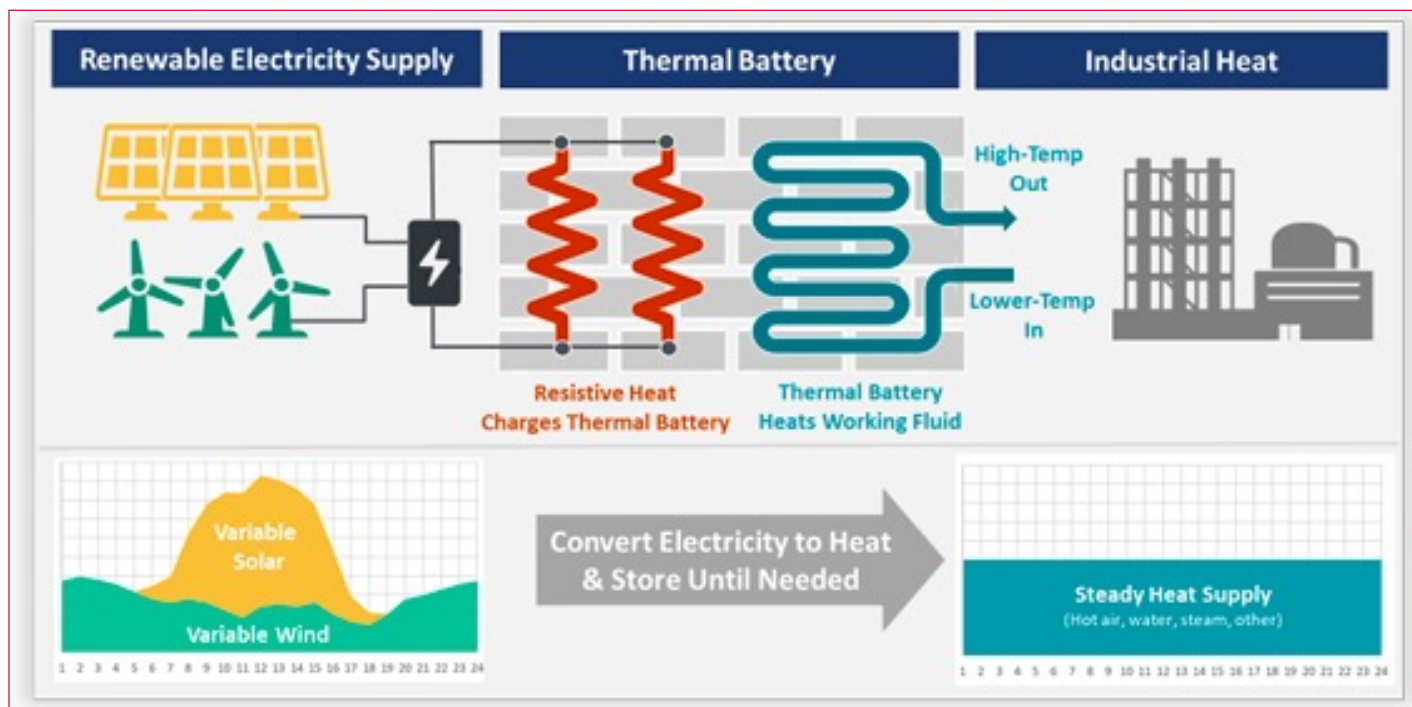 Renewable Electricity Supply
Thermal Battery
Industrial Heat
High-Temp
Out
Lower-Temp
In
Resistive Heat
Charges Thermal Battery
Thermal Battery
Heats Working Fluid
Variable
Solar
Variable Wind
1 2 3 4 5 6 7 8 9 10 11 12 13 14 15 16 17 18 19 20 21 22 23 24
Convert Electricity to Heat
& Store Until Needed
Steady Heat Supply
(Hot air, water, steam, other)
1 2 3 4 5 6 7 8 9 10 11 12 13 14 15 16 17 18 19 20 21 22 23 24